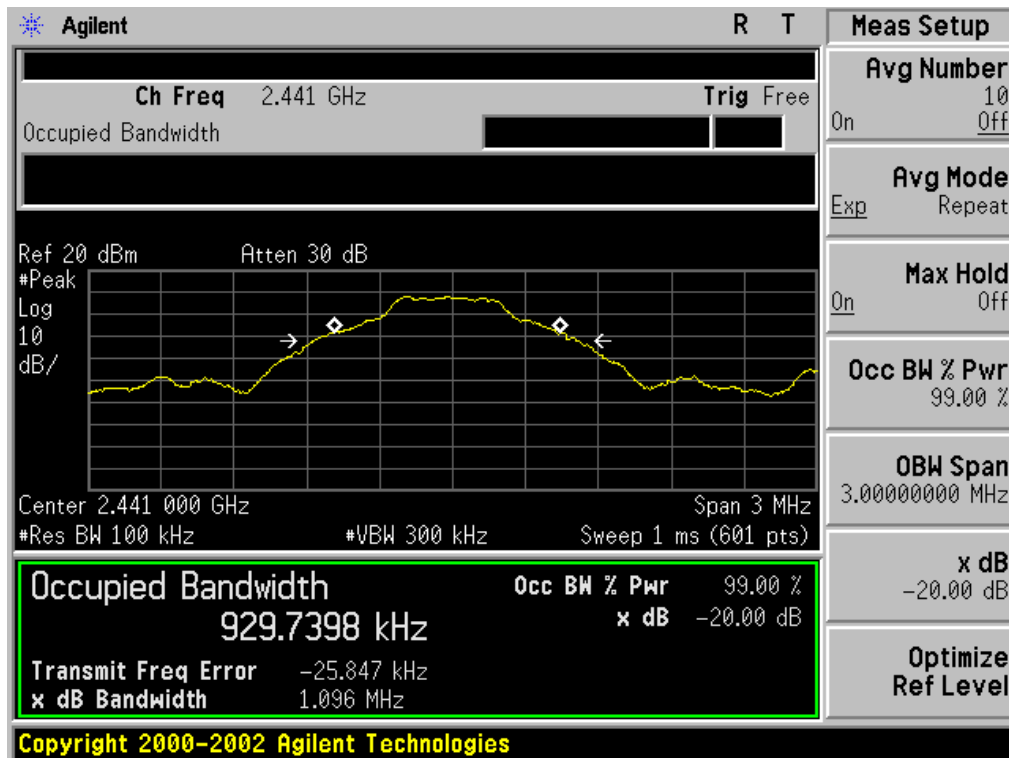 Agilent R T
Ch Freq 2.441 GHz Trig Free
Occupied Bandwidth
Ref 20 dBm Atten 30 dB
#Peak
Log
10
dB/
Center 2.441 000 GHz Span 3 MHz
#Res BW 100 kHz #VBW 300 kHz Sweep 1 ms (601 pts)
Occupied Bandwidth Occ BW % Pwr 99.00 %
929.7398 kHz x dB -20.00 dB
Transmit Freq Error -25.847 kHz
x dB Bandwidth 1.096 MHz
Copyright 2000-2002 Agilent Technologies
Meas Setup
Avg Number
10
On Off
Avg Mode
Exp Repeat
Max Hold
On Off
Occ BW % Pwr
99.00 %
OBW Span
3.00000000 MHz
x dB
-20.00 dB
Optimize
Ref Level